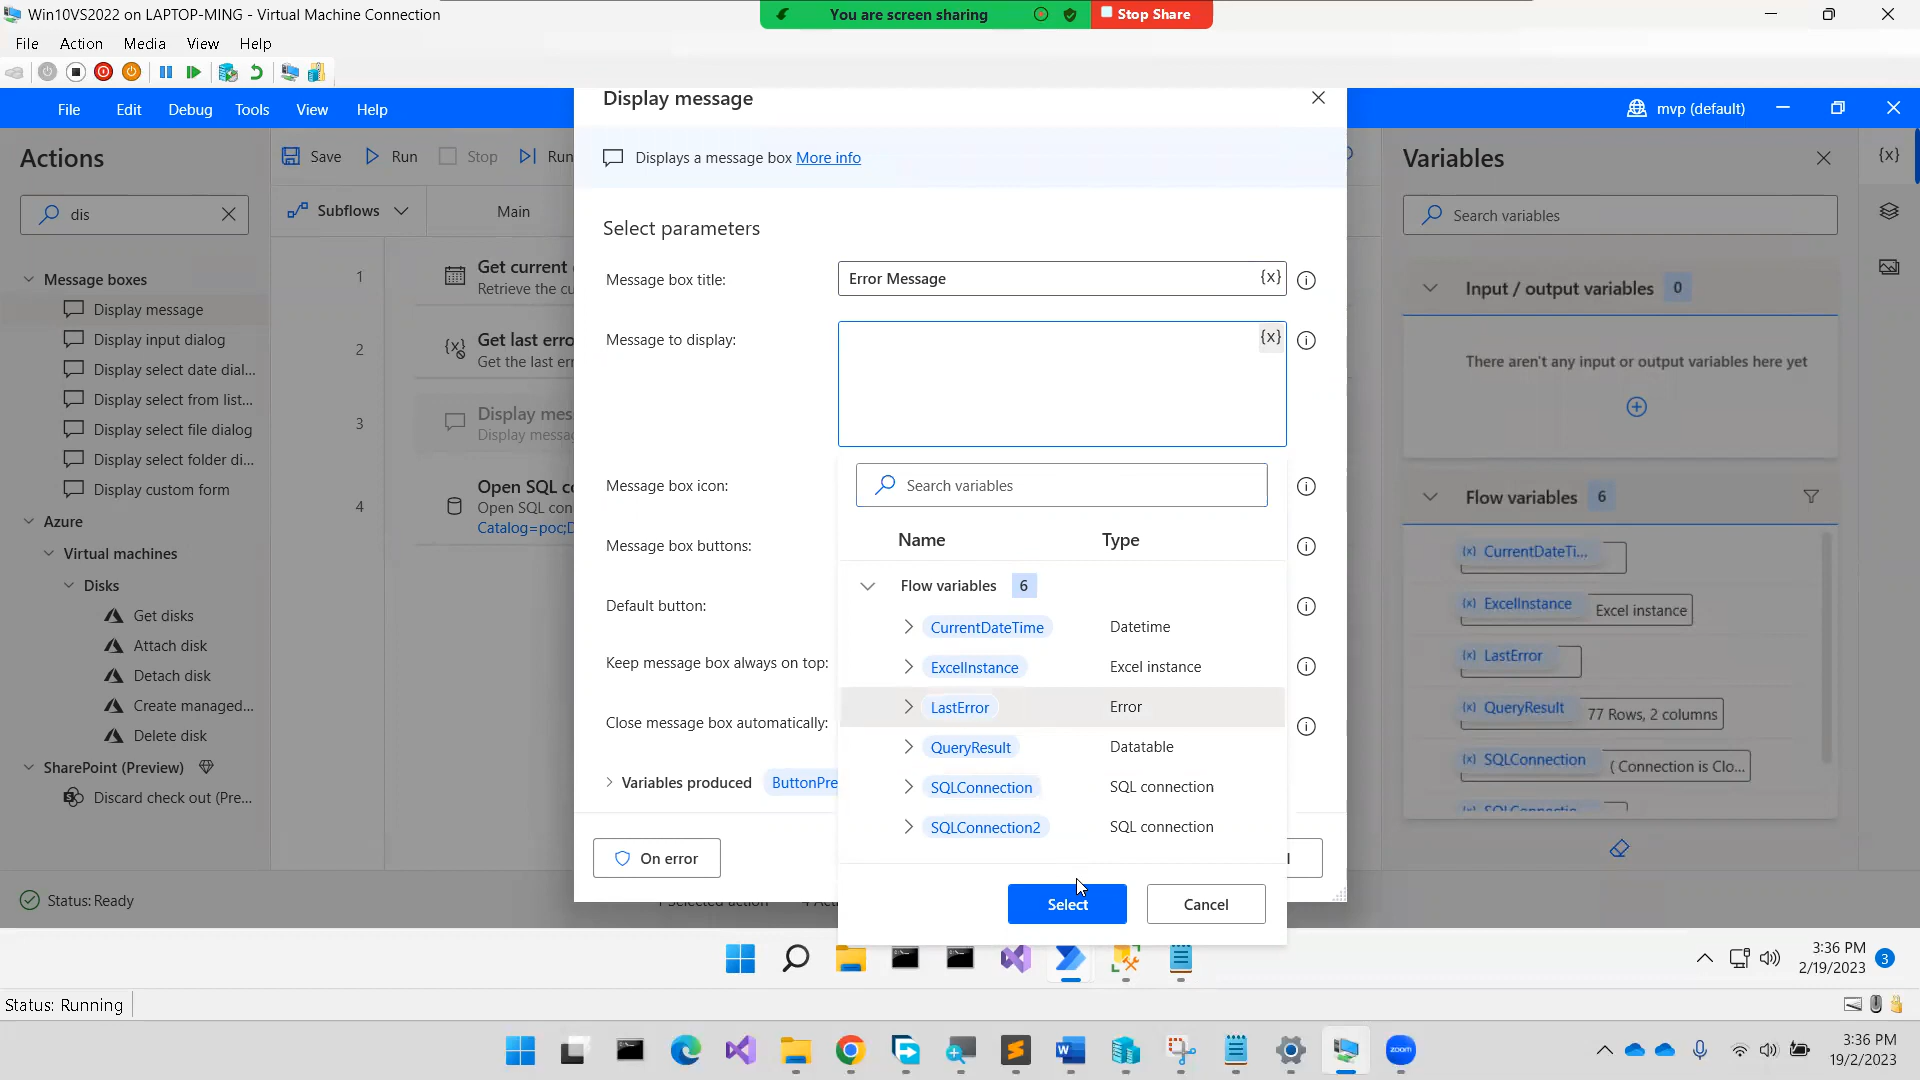 Win10VS2022 on LAPTOP-MING - Virtual Machine Connection
You are screen sharing
Stop Share
File Action Media View Help
File Edit Debug Tools View Help
mvp (default)
Display message
Displays a message box More info
Actions
Save Run Stop Run
Variables
{x}
dis
Subflows
Main
Search variables
Select parameters
Message boxes
Display message
Display input dialog
Display select date dial...
Display select from list...
Display select file dialog
Display select folder di...
Display custom form
Azure
Virtual machines
Disks
Get disks
Attach disk
Detach disk
Create managed...
Delete disk
SharePoint (Preview)
Discard check out (Pre...
1
Get current
Retrieve the cu
2
{x}
Get last erro
Get the last er
3
Display mes
Display messa
4
Open SQL co
Open SQL con
Catalog=poc;D
Message box title:
Error Message
{x}
Message to display:
{x}
Message box icon:
Message box buttons:
Default button:
Keep message box always on top:
Close message box automatically:
Variables produced
ButtonPre
On error
Search variables
Name Type
Flow variables 6
CurrentDateTime Datetime
ExcelInstance Excel instance
LastError Error
QueryResult Datatable
SQLConnection SQL connection
SQLConnection2 SQL connection
Select
Cancel
Input / output variables 0
There aren't any input or output variables here yet
Flow variables 6
{x} CurrentDateTi...
{x} ExcelInstance Excel instance
{x} LastError
{x} QueryResult 77 Rows, 2 columns
{x} SQLConnection ( Connection is Clo...
Status: Ready
1 Selected action
3:36 PM
2/19/2023
3
Status: Running
zoom
3:36 PM
19/2/2023